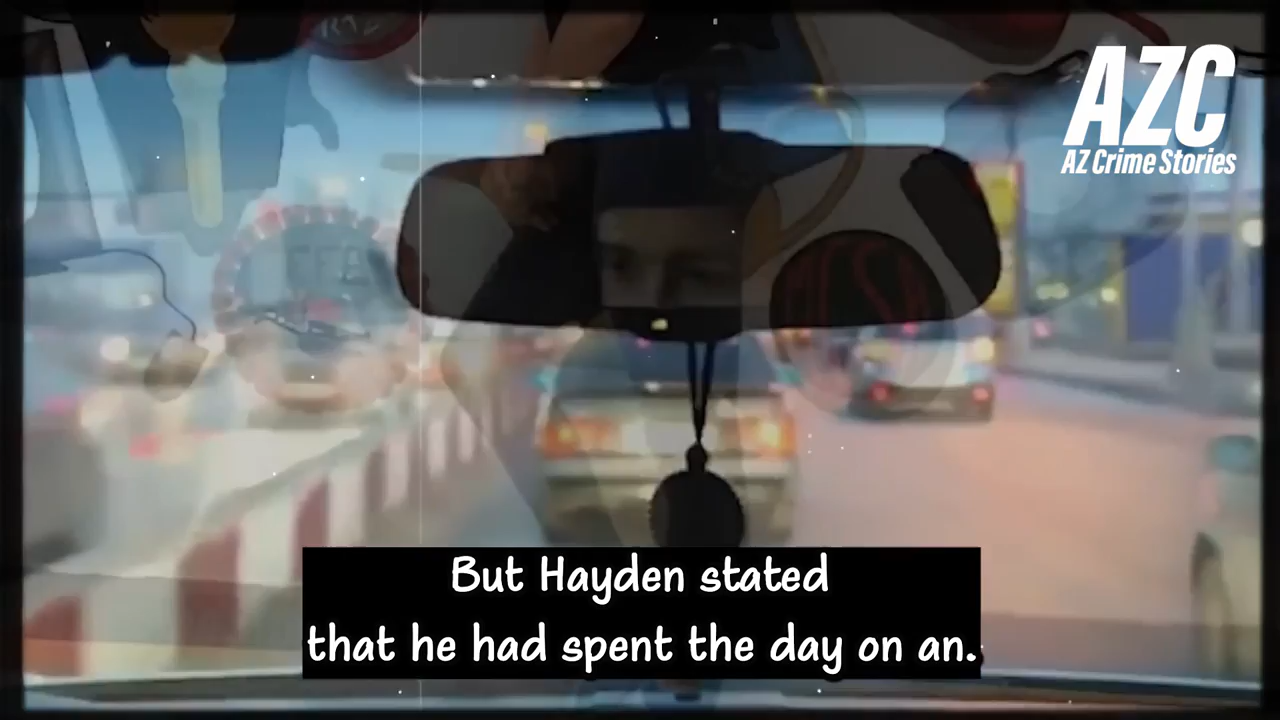 AZC
AZ Crime Stories
But Hayden stated
that he had spent the day on an.